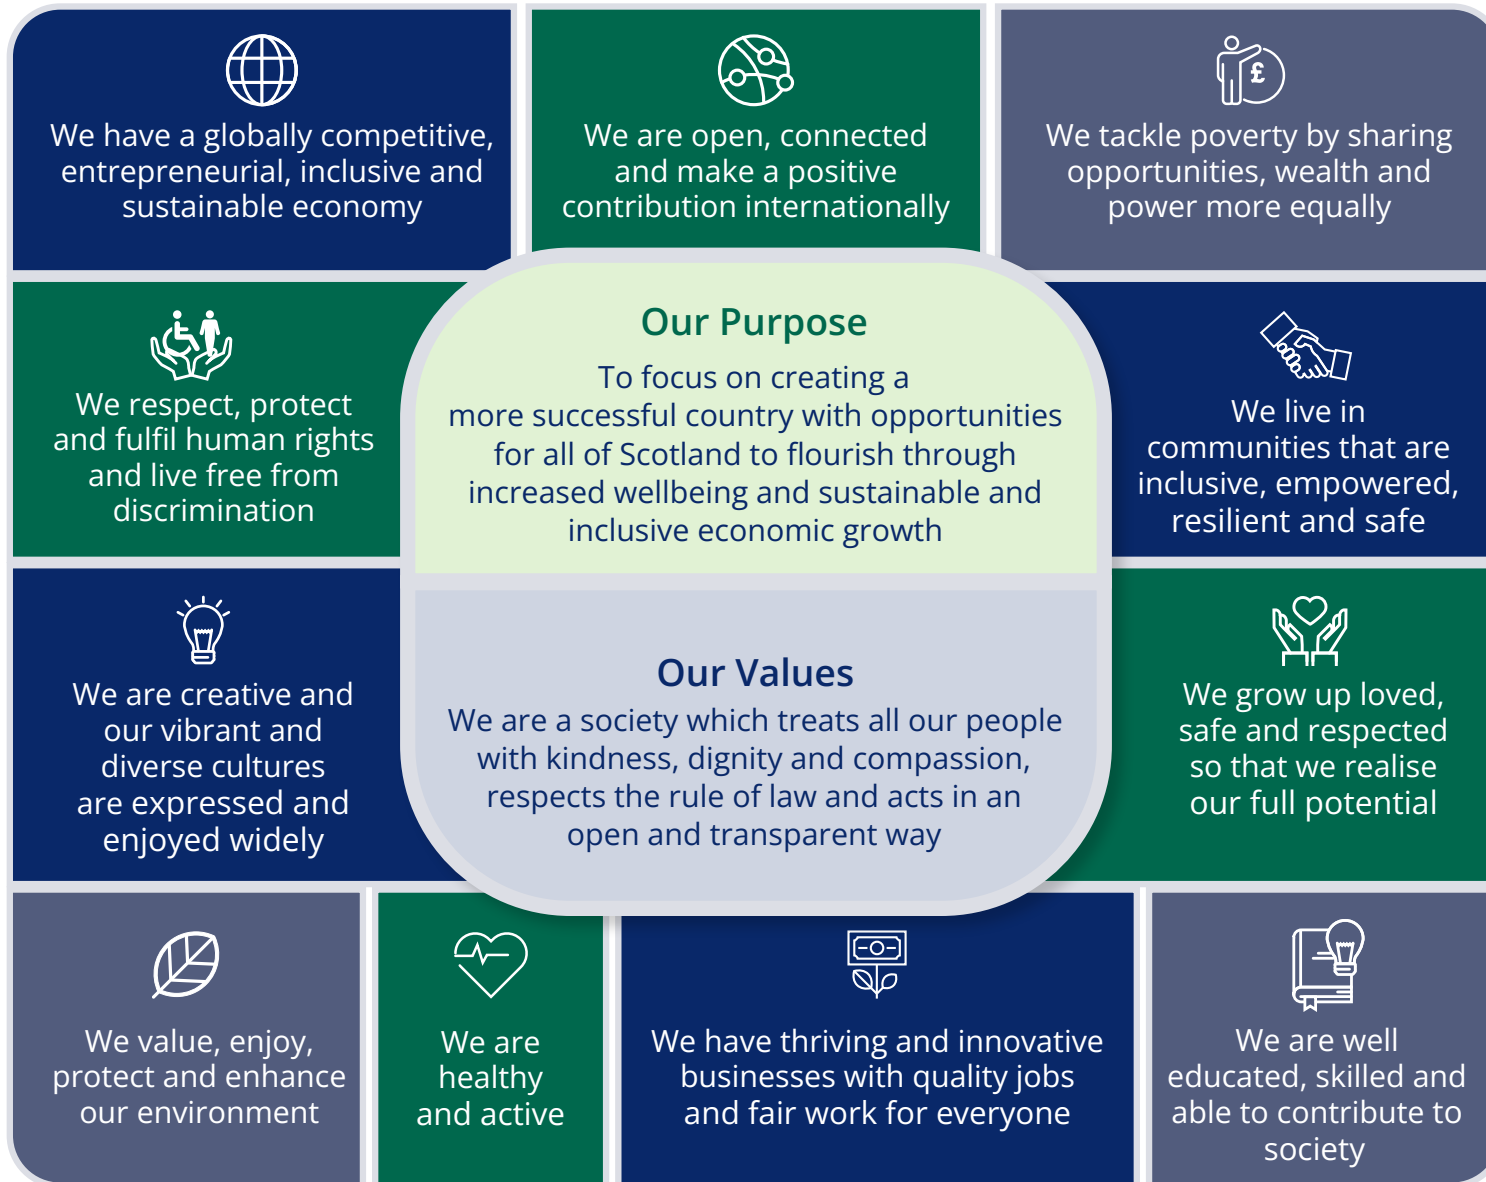 We have a globally competitive,
entrepreneurial, inclusive and
sustainable economy
We are open, connected
and make a positive
contribution internationally
£
We tackle poverty by sharing
opportunities, wealth and
power more equally
We respect, protect
and fulfil human rights
and live free from
discrimination
Our Purpose
To focus on creating a
more successful country with opportunities
for all of Scotland to flourish through
increased wellbeing and sustainable and
inclusive economic growth
We live in
communities that are
inclusive, empowered,
resilient and safe
We are creative and
our vibrant and
diverse cultures
are expressed and
enjoyed widely
Our Values
We are a society which treats all our people
with kindness, dignity and compassion,
respects the rule of law and acts in an
open and transparent way
We grow up loved,
safe and respected
so that we realise
our full potential
We value, enjoy,
protect and enhance
our environment
We are
healthy
and active
We have thriving and innovative
businesses with quality jobs
and fair work for everyone
We are well
educated, skilled and
able to contribute to
society